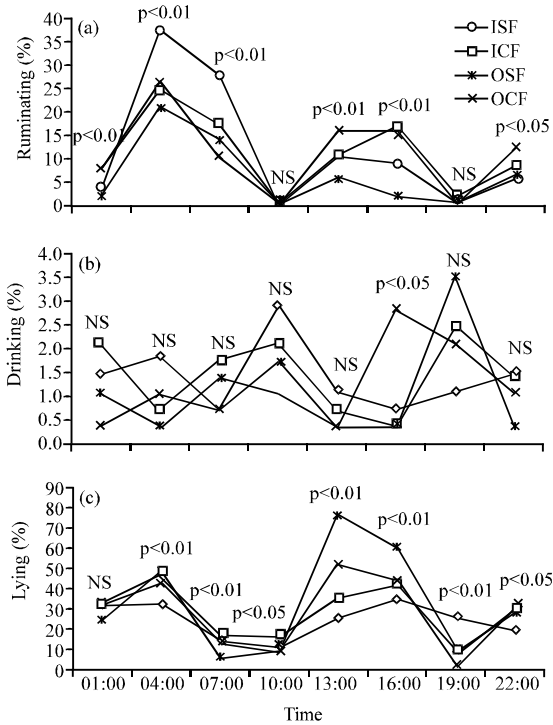 (a)
Ruminating (%)
40
35
30
25
20
15
10
5
0
p<0.01
p<0.01
p<0.01
NS
p<0.01
p<0.01
NS
p<0.05
ISF
ICF
OSF
OCF
(b)
Drinking (%)
4.0
3.5
3.0
2.5
2.0
1.5
1.0
0.5
0.0
NS
NS
NS
NS
NS
p<0.05
NS
NS
(c)
Lying (%)
90
80
70
60
50
40
30
20
10
0
NS
p<0.01
p<0.01
p<0.05
p<0.01
p<0.01
p<0.01
p<0.05
01:00 04:00 07:00 10:00 13:00 16:00 19:00 22:00
Time